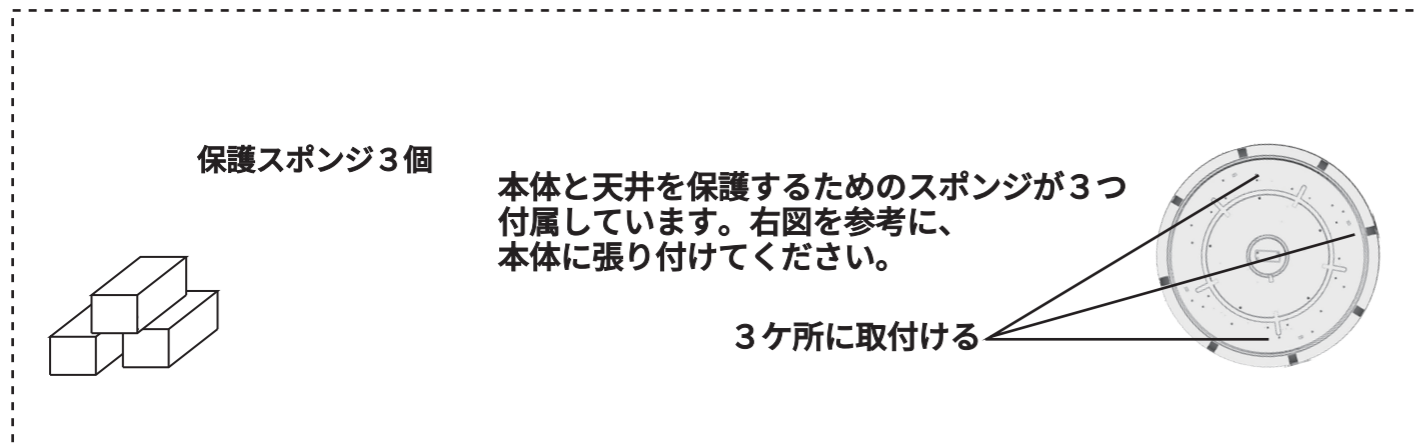 保護スポンジ３個
本体と天井を保護するためのスポンジが３つ
付属しています。右図を参考に、
本体に張り付けてください。
３ケ所に取付ける